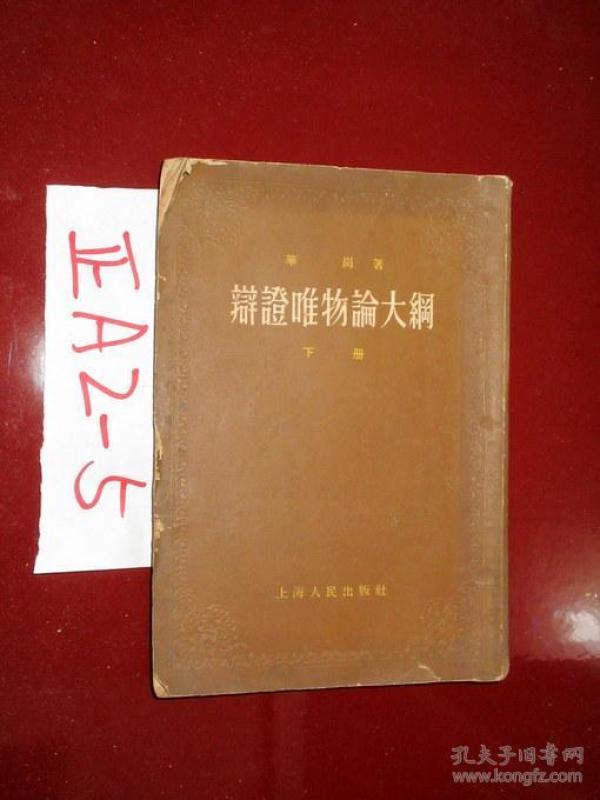 正A2-5
華崗著
辯證唯物論大綱
下册
上海人民出版社
孔夫子旧书网
www.kongfz.com